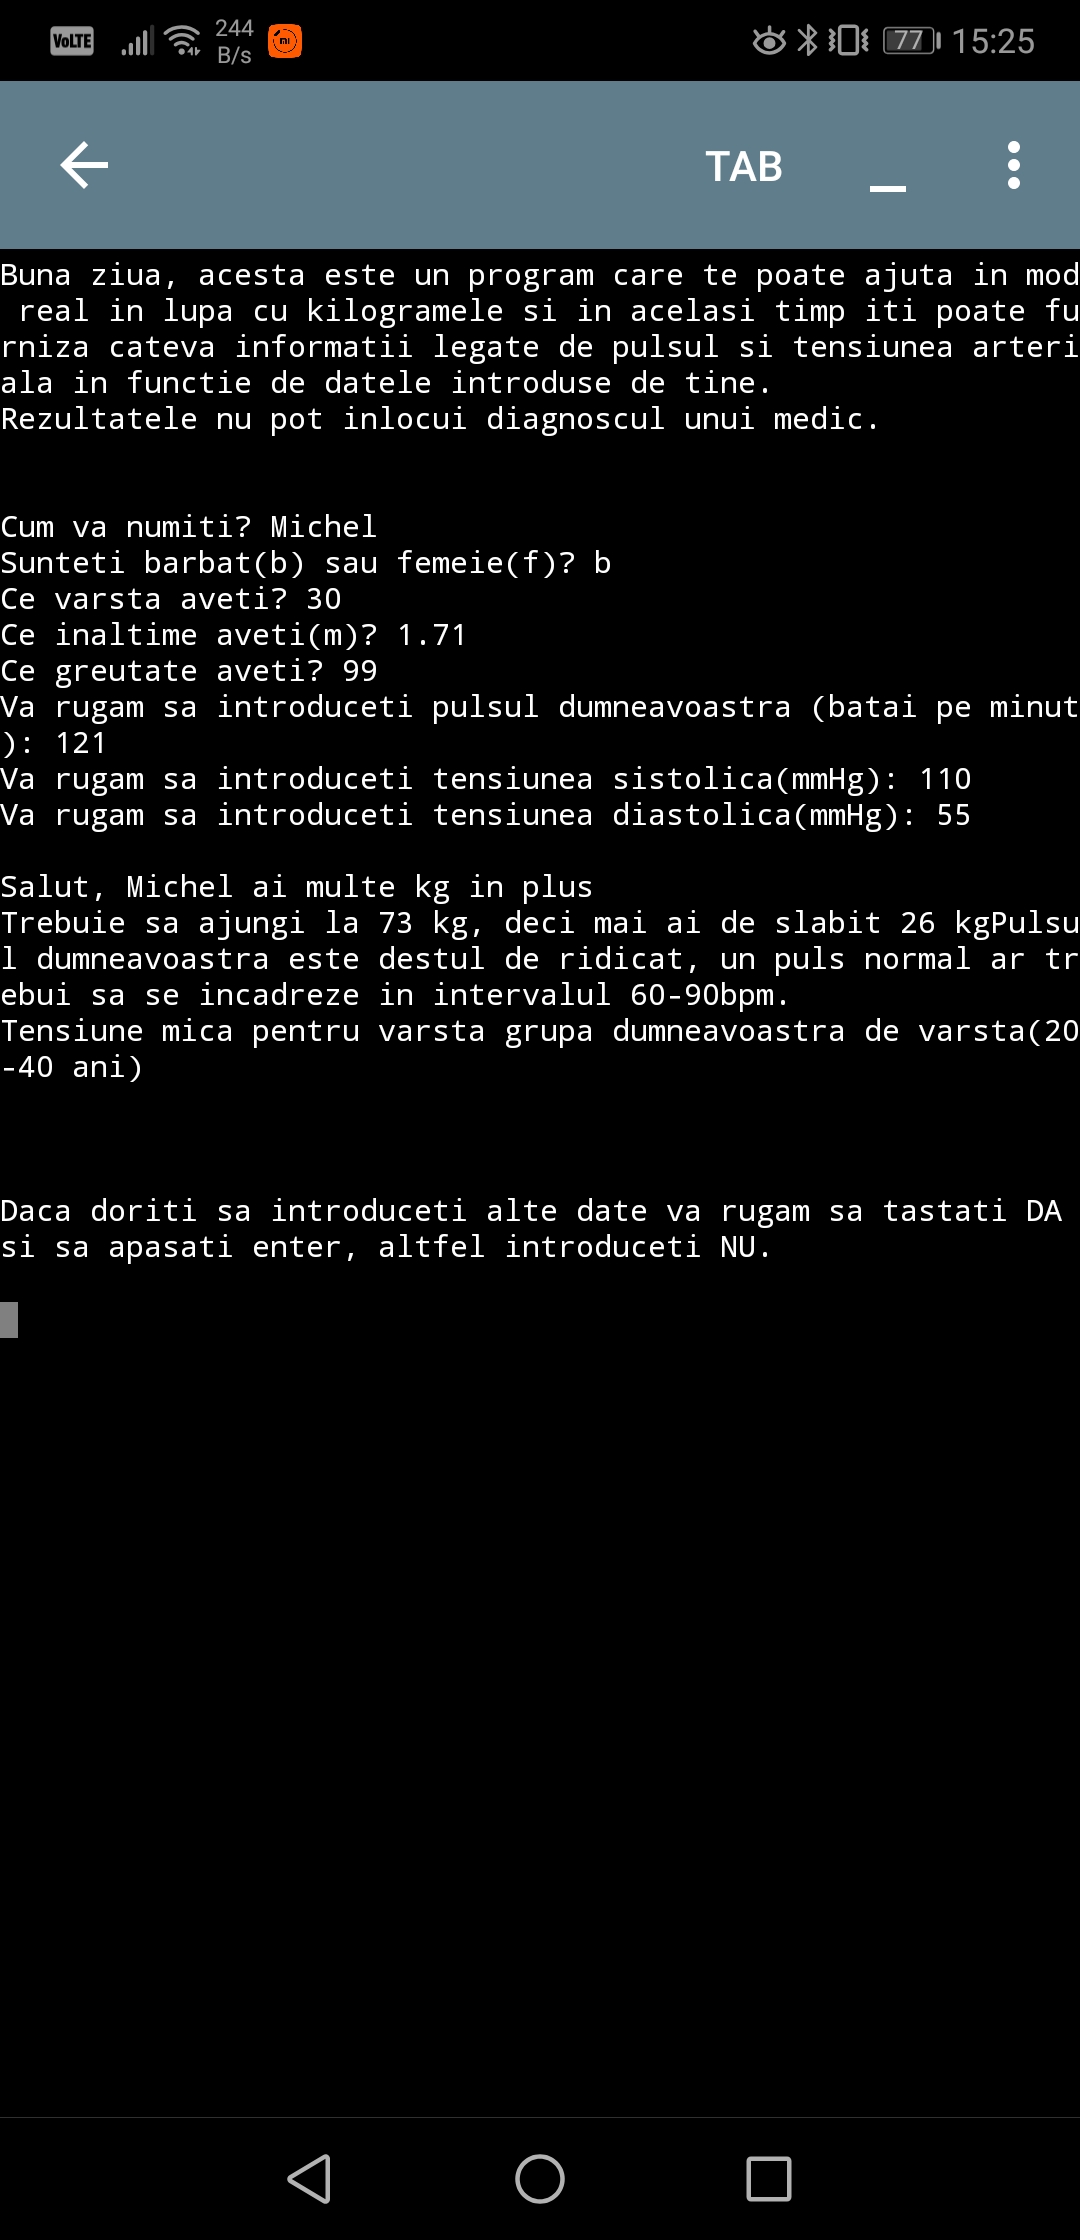 VoLTE 244 B/s mi 77 15:25
TAB
Buna ziua, acesta este un program care te poate ajuta in mod
 real in lupa cu kilogramele si in acelasi timp iti poate fu
rniza cateva informatii legate de pulsul si tensiunea arteri
ala in functie de datele introduse de tine.
Rezultatele nu pot inlocui diagnoscul unui medic.
Cum va numiti? Michel
Sunteti barbat(b) sau femeie(f)? b
Ce varsta aveti? 30
Ce inaltime aveti(m)? 1.71
Ce greutate aveti? 99
Va rugam sa introduceti pulsul dumneavoastra (batai pe minut
): 121
Va rugam sa introduceti tensiunea sistolica(mmHg): 110
Va rugam sa introduceti tensiunea diastolica(mmHg): 55
Salut, Michel ai multe kg in plus
Trebuie sa ajungi la 73 kg, deci mai ai de slabit 26 kgPulsu
l dumneavoastra este destul de ridicat, un puls normal ar tr
ebui sa se incadreze in intervalul 60-90bpm.
Tensiune mica pentru varsta grupa dumneavoastra de varsta(20
-40 ani)
Daca doriti sa introduceti alte date va rugam sa tastati DA
si sa apasati enter, altfel introduceti NU.